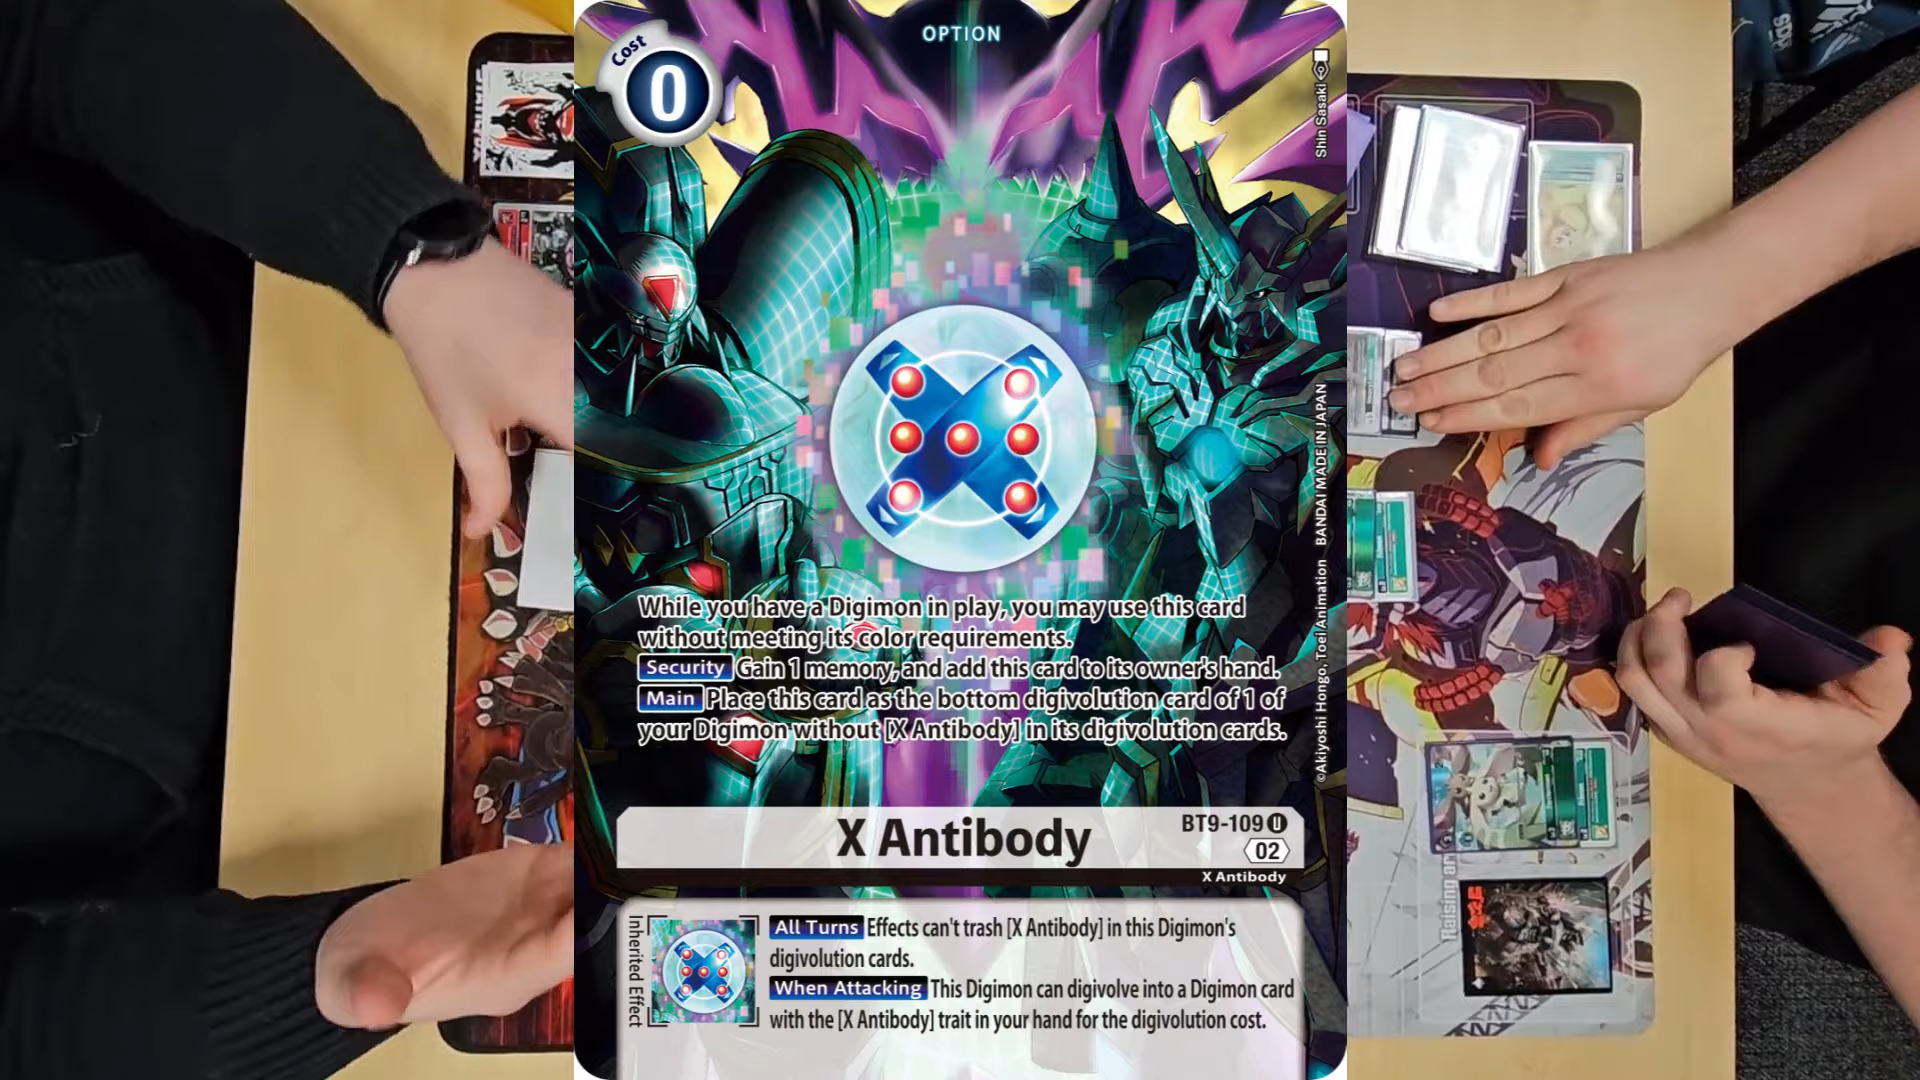 OPTION
Cost
0
Shin Sasaki
While you have a Digimon in play, you may use this card
without meeting its color requirements.
Security Gain 1 memory, and add this card to its owner's hand.
Main Place this card as the bottom digivolution card of 1 of
your Digimon without [X Antibody] in its digivolution cards.
©Akiyoshi Hongo, Toei Animation BANDAI MADE IN JAPAN
X Antibody
BT9-109 U
02
X Antibody
Inherited Effect
All Turns Effects can't trash [X Antibody] in this Digimon's
digivolution cards.
When Attacking This Digimon can digivolve into a Digimon card
with the [X Antibody] trait in your hand for the digivolution cost.
adidas
Raising ar